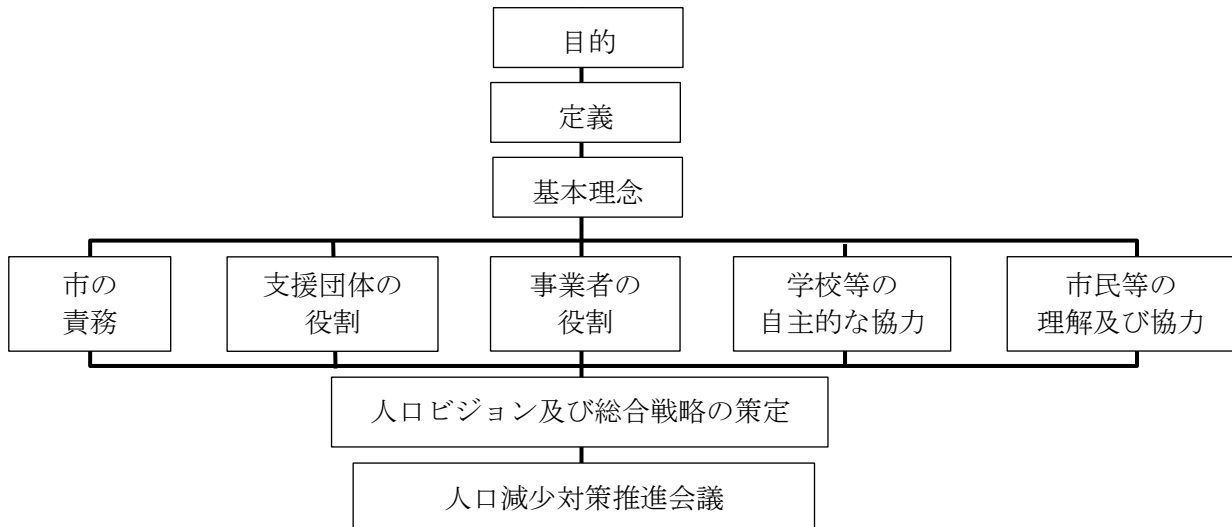 目的
定義
基本理念
市の
責務
支援団体の
役割
事業者の
役割
学校等の
自主的な協力
市民等の
理解及び協力
人口ビジョン及び総合戦略の策定
人口減少対策推進会議